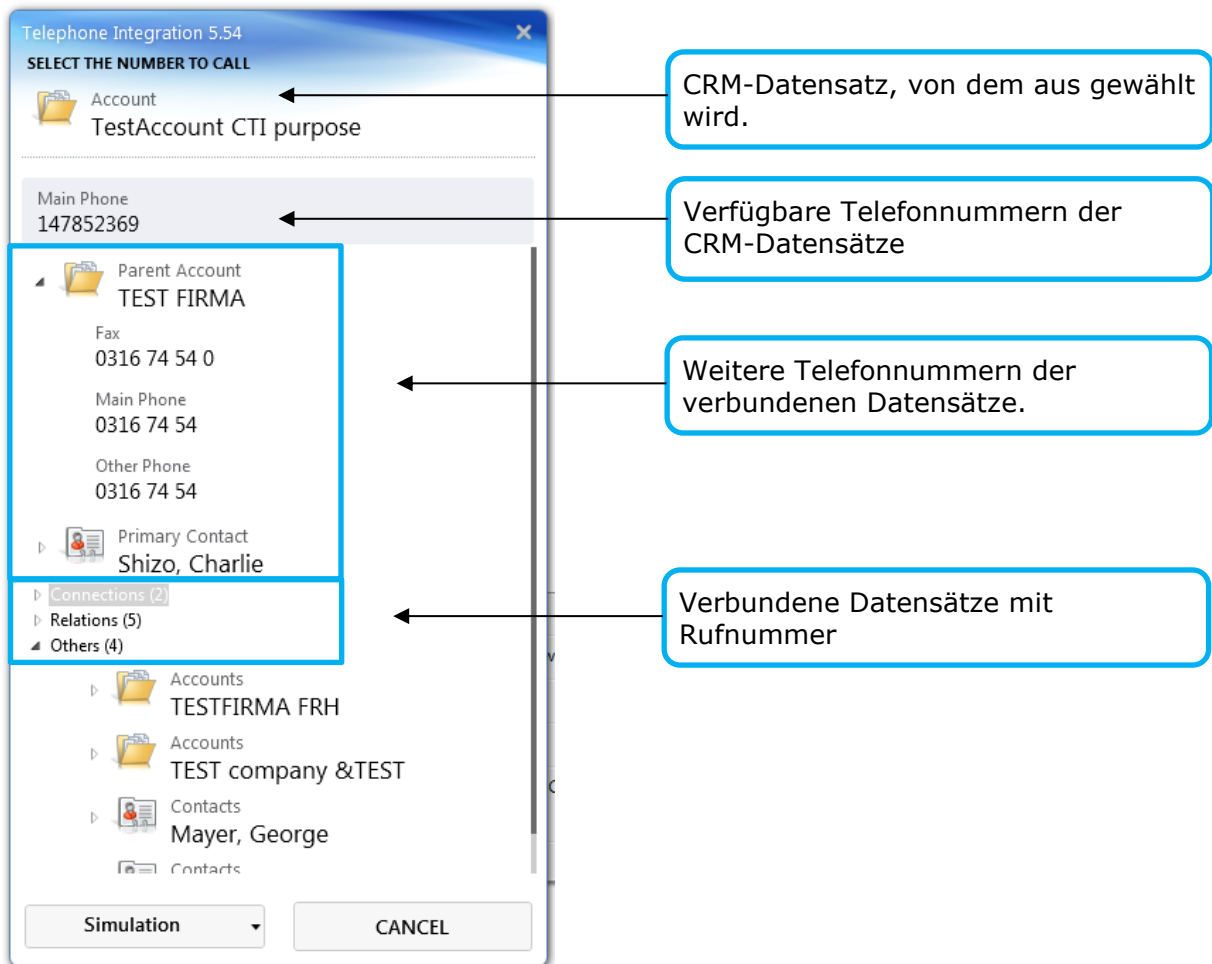 Telephone Integration 5.54
SELECT THE NUMBER TO CALL
Account
TestAccount CTI purpose
Main Phone
147852369
Parent Account
TEST FIRMA
Fax
0316 74 54 0
Main Phone
0316 74 54
Other Phone
0316 74 54
Primary Contact
Shizo, Charlie
Connections (2)
Relations (5)
Others (4)
Accounts
TESTFIRMA FRH
Accounts
TEST company &TEST
Contacts
Mayer, George
Contacts
Simulation
CANCEL
CRM-Datensatz, von dem aus gewählt
wird.
Verfügbare Telefonnummern der
CRM-Datensätze
Weitere Telefonnummern der
verbundenen Datensätze.
Verbundene Datensätze mit
Rufnummer